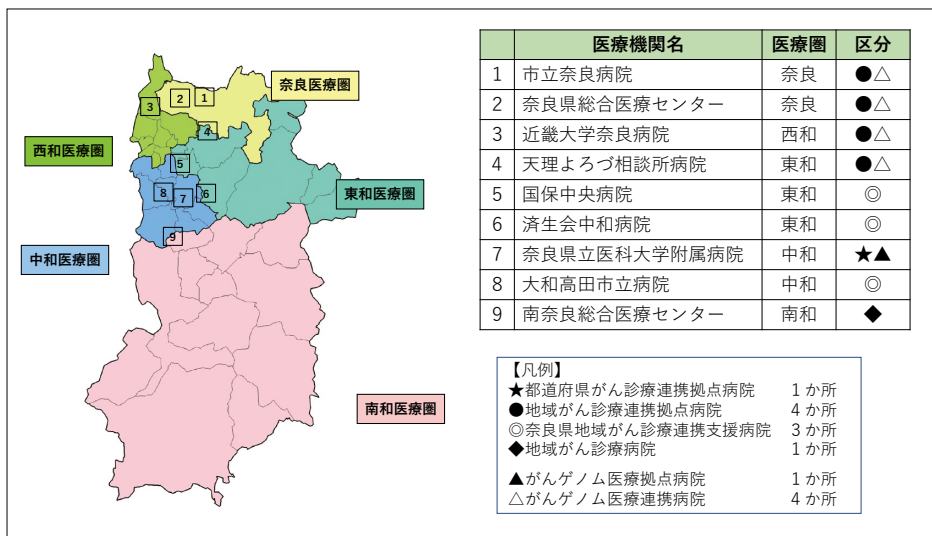 奈良医療圏
西和医療圏
東和医療圏
中和医療圏
南和医療圏
1
2
3
4
5
6
7
8
9
医療機関名 医療圏 区分
1 市立奈良病院 奈良 ●△
2 奈良県総合医療センター 奈良 ●△
3 近畿大学奈良病院 西和 ●△
4 天理よろづ相談所病院 東和 ●△
5 国保中央病院 東和 ◎
6 済生会中和病院 東和 ◎
7 奈良県立医科大学附属病院 中和 ★▲
8 大和高田市立病院 中和 ◎
9 南奈良総合医療センター 南和 ◆
【凡例】
★都道府県がん診療連携拠点病院 1か所
●地域がん診療連携拠点病院 4か所
◎奈良県地域がん診療連携支援病院 3か所
◆地域がん診療病院 1か所
▲がんゲノム医療拠点病院 1か所
△がんゲノム医療連携病院 4か所